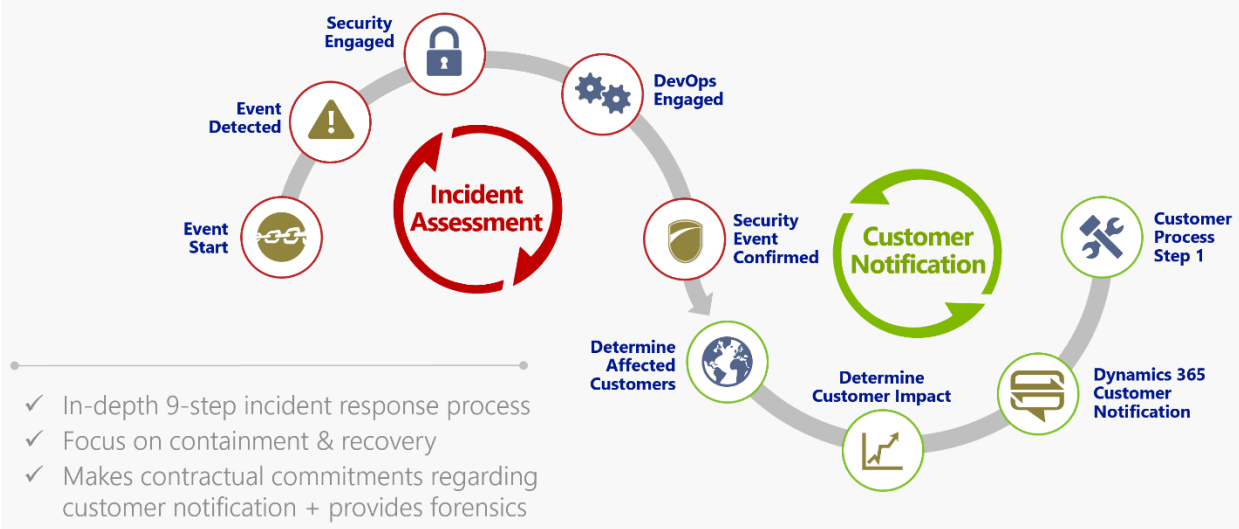 Security
Engaged
Event
Detected
DevOps
Engaged
Incident
Assessment
Event
Start
Security
Event
Confirmed
Customer
Notification
Customer
Process
Step 1
Determine
Affected
Customers
Determine
Customer Impact
Dynamics 365
Customer
Notification
✓ In-depth 9-step incident response process
✓ Focus on containment & recovery
✓ Makes contractual commitments regarding
customer notification + provides forensics